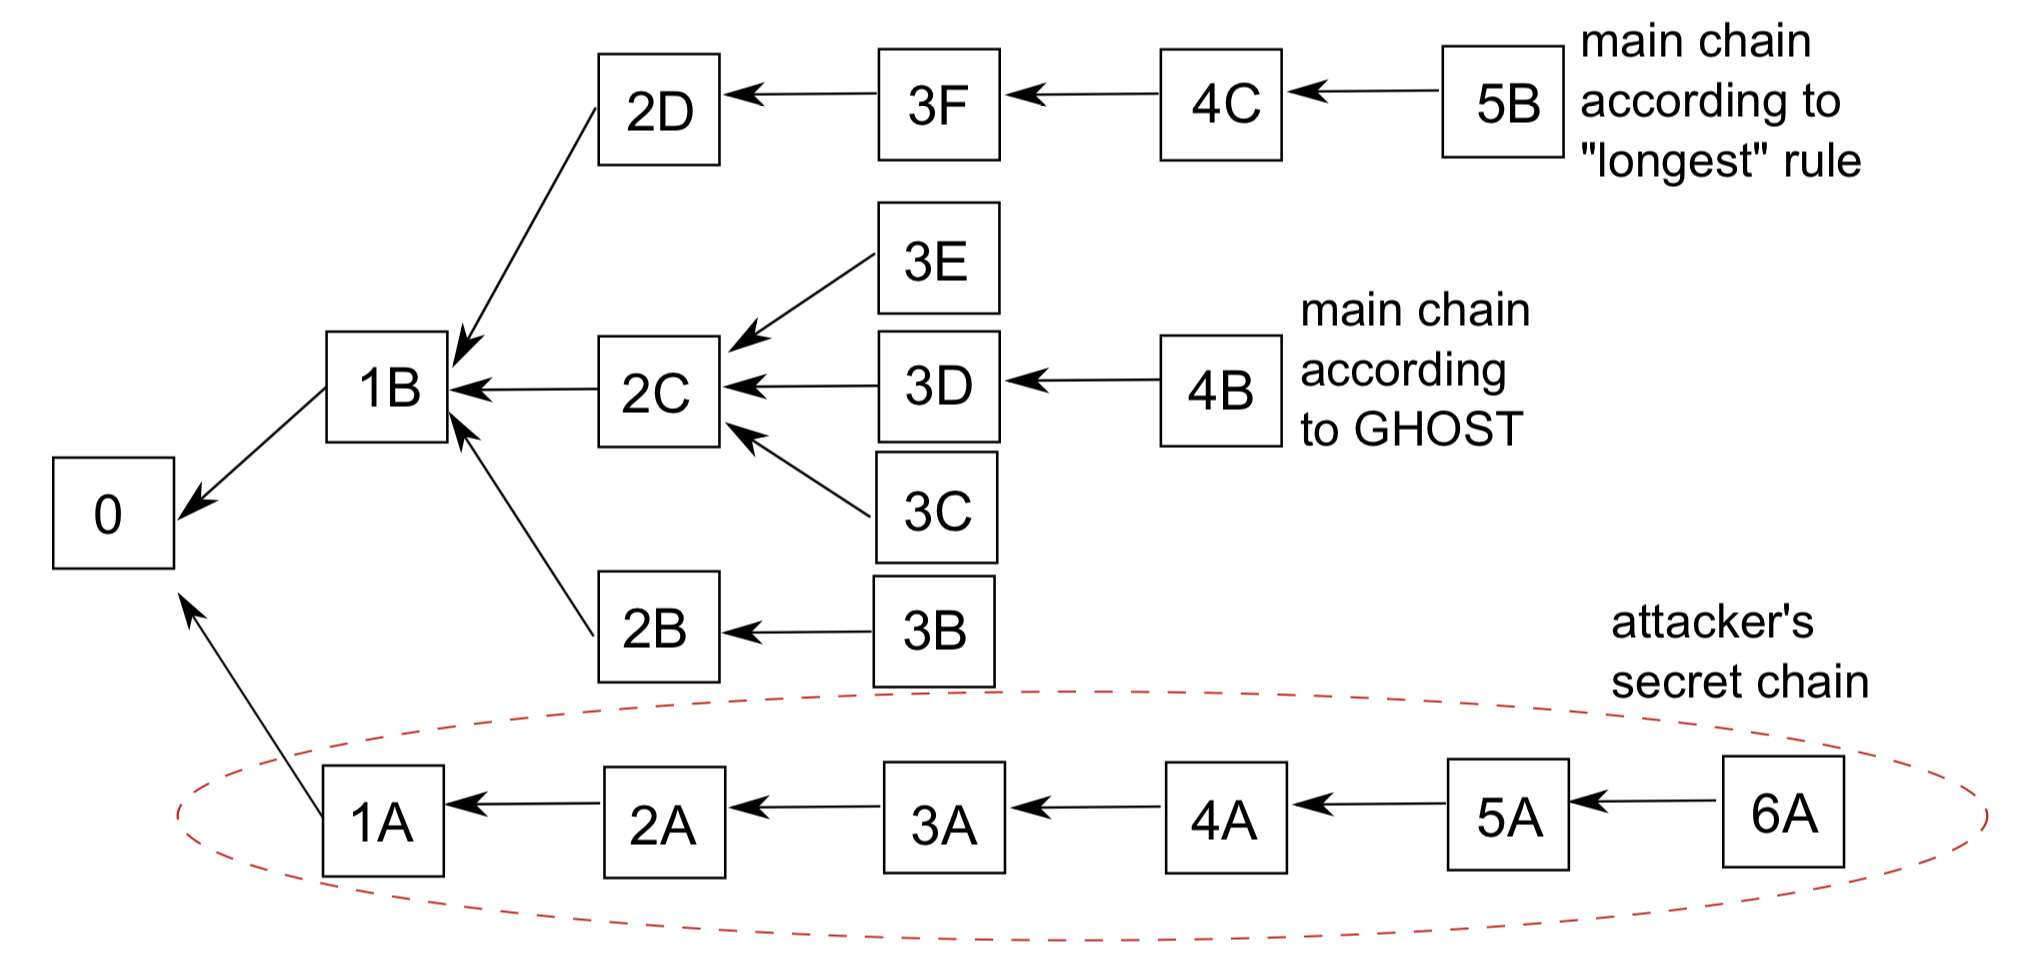 main chain
according to
"longest" rule
2D
3F
4C
5B
3E
main chain
according
to GHOST
1B
2C
3D
4B
0
3C
2B
3B
attacker's
secret chain
1A
2A
3A
4A
5A
6A